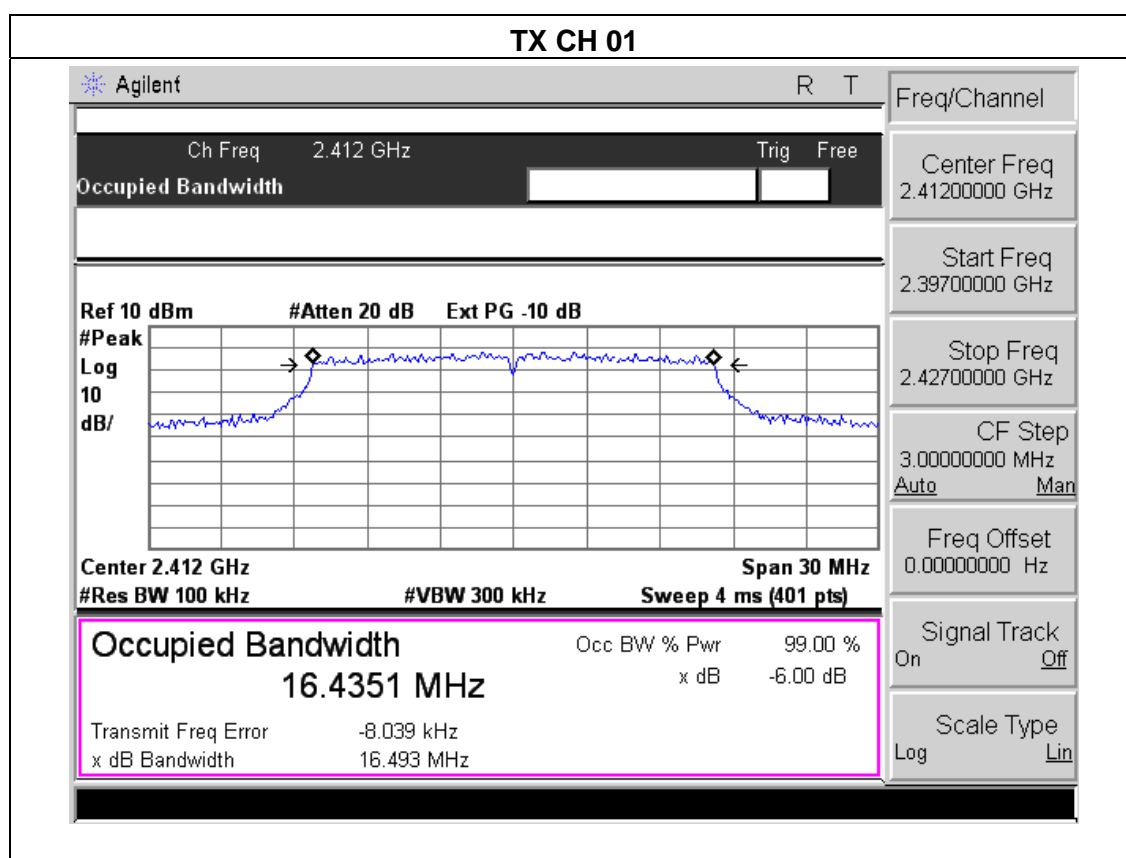 TX CH 01
Agilent R T
Freq/Channel
Ch Freq 2.412 GHz Trig Free
Occupied Bandwidth
Center Freq
2.41200000 GHz
Start Freq
2.39700000 GHz
Stop Freq
2.42700000 GHz
CF Step
3.00000000 MHz
Auto Man
Freq Offset
0.00000000 Hz
Signal Track
On Off
Scale Type
Log Lin
Ref 10 dBm #Atten 20 dB Ext PG -10 dB
#Peak
Log
10
dB/
Center 2.412 GHz Span 30 MHz
#Res BW 100 kHz #VBW 300 kHz Sweep 4 ms (401 pts)
Occupied Bandwidth Occ BW % Pwr 99.00 %
16.4351 MHz x dB -6.00 dB
Transmit Freq Error -8.039 kHz
x dB Bandwidth 16.493 MHz